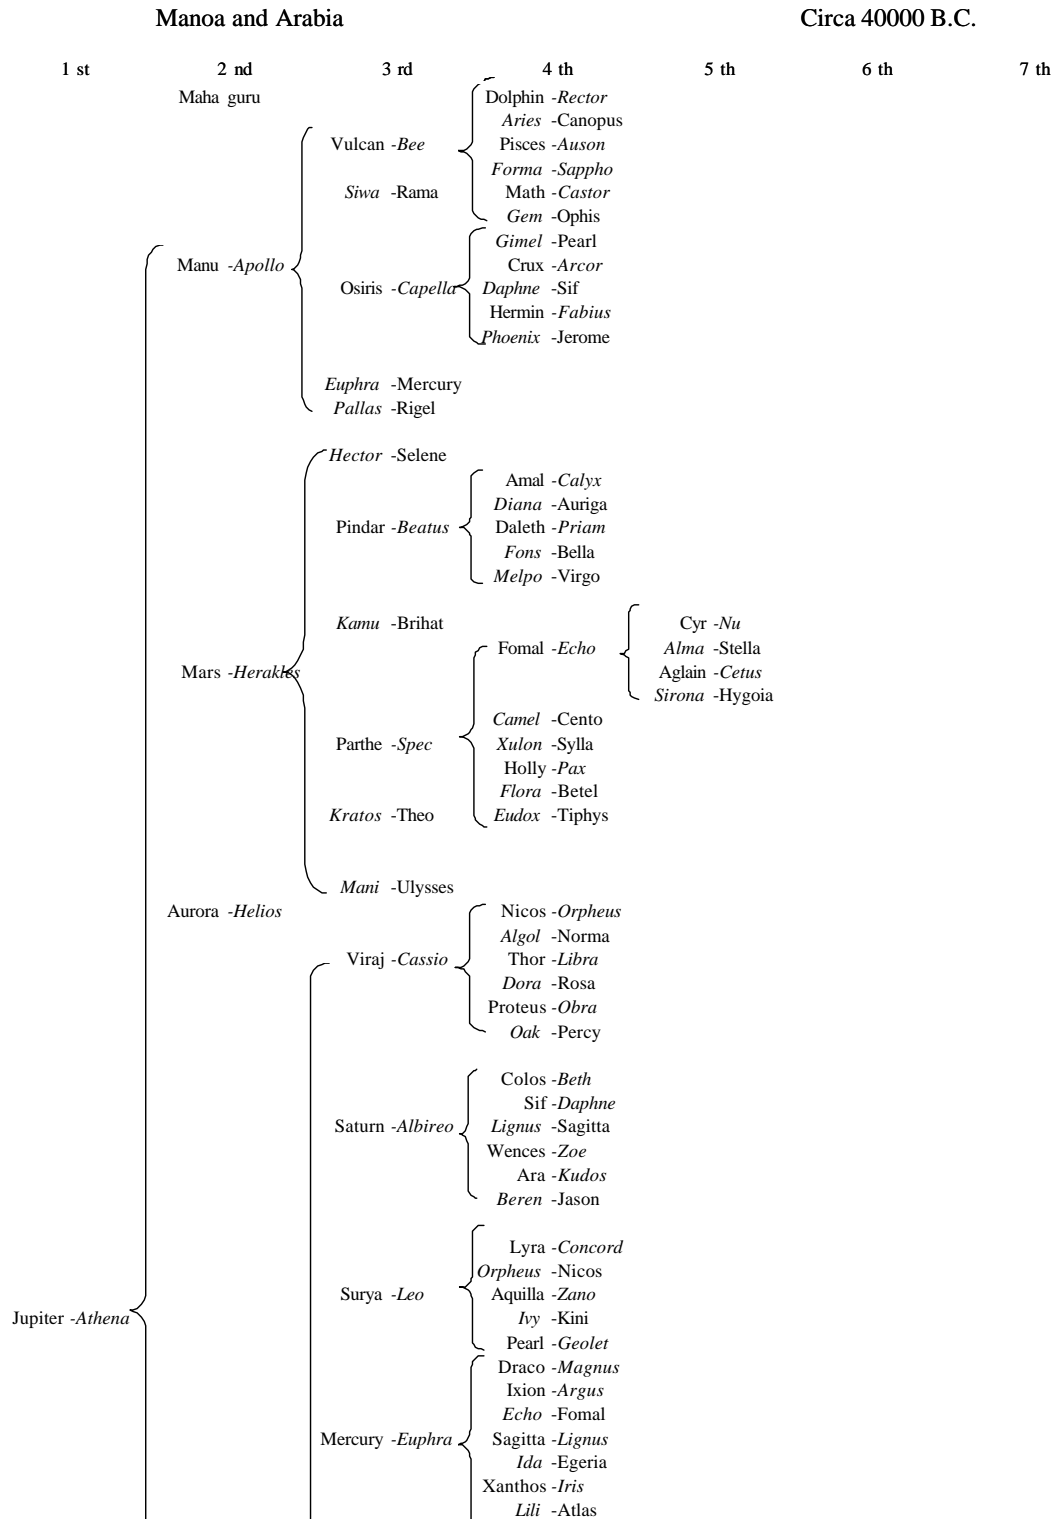 Manoa and Arabia Circa 40000 B.C.
1 st 2 nd 3 rd 4 th 5 th 6 th 7 th
Maha guru Dolphin -Rector
Aries -Canopus
Vulcan -Bee Pisces -Auson
Forma -Sappho
Siwa -Rama Math -Castor
Gem -Ophis
Gimel -Pearl
Manu -Apollo Crux -Arcor
Osiris -Capella Daphne -Sif
Hermin -Fabius
Phoenix -Jerome
Euphra -Mercury
Pallas -Rigel
Hector -Selene
Amal -Calyx
Diana -Auriga
Pindar -Beatus Daleth -Priam
Fons -Bella
Melpo -Virgo
Kamu -Brihat Cyr -Nu
Fomal -Echo Alma -Stella
Mars -Herakles Aglain -Cetus
Sirona -Hygoia
Camel -Cento
Parthe -Spec Xulon -Sylla
Holly -Pax
Flora -Betel
Kratos -Theo Eudox -Tiphys
Mani -Ulysses
Aurora -Helios Nicos -Orpheus
Algol -Norma
Viraj -Cassio Thor -Libra
Dora -Rosa
Proteus -Obra
Oak -Percy
Colos -Beth
Sif -Daphne
Saturn -Albireo Lignus -Sagitta
Wences -Zoe
Ara -Kudos
Beren -Jason
Lyra -Concord
Orpheus -Nicos
Surya -Leo Aquilla -Zano
Jupiter -Athena Ivy -Kini
Pearl -Geolet
Draco -Magnus
Ixion -Argus
Echo -Fomal
Mercury -Euphra Sagitta -Lignus
Ida -Egeria
Xanthos -Iris
Lili -Atlas